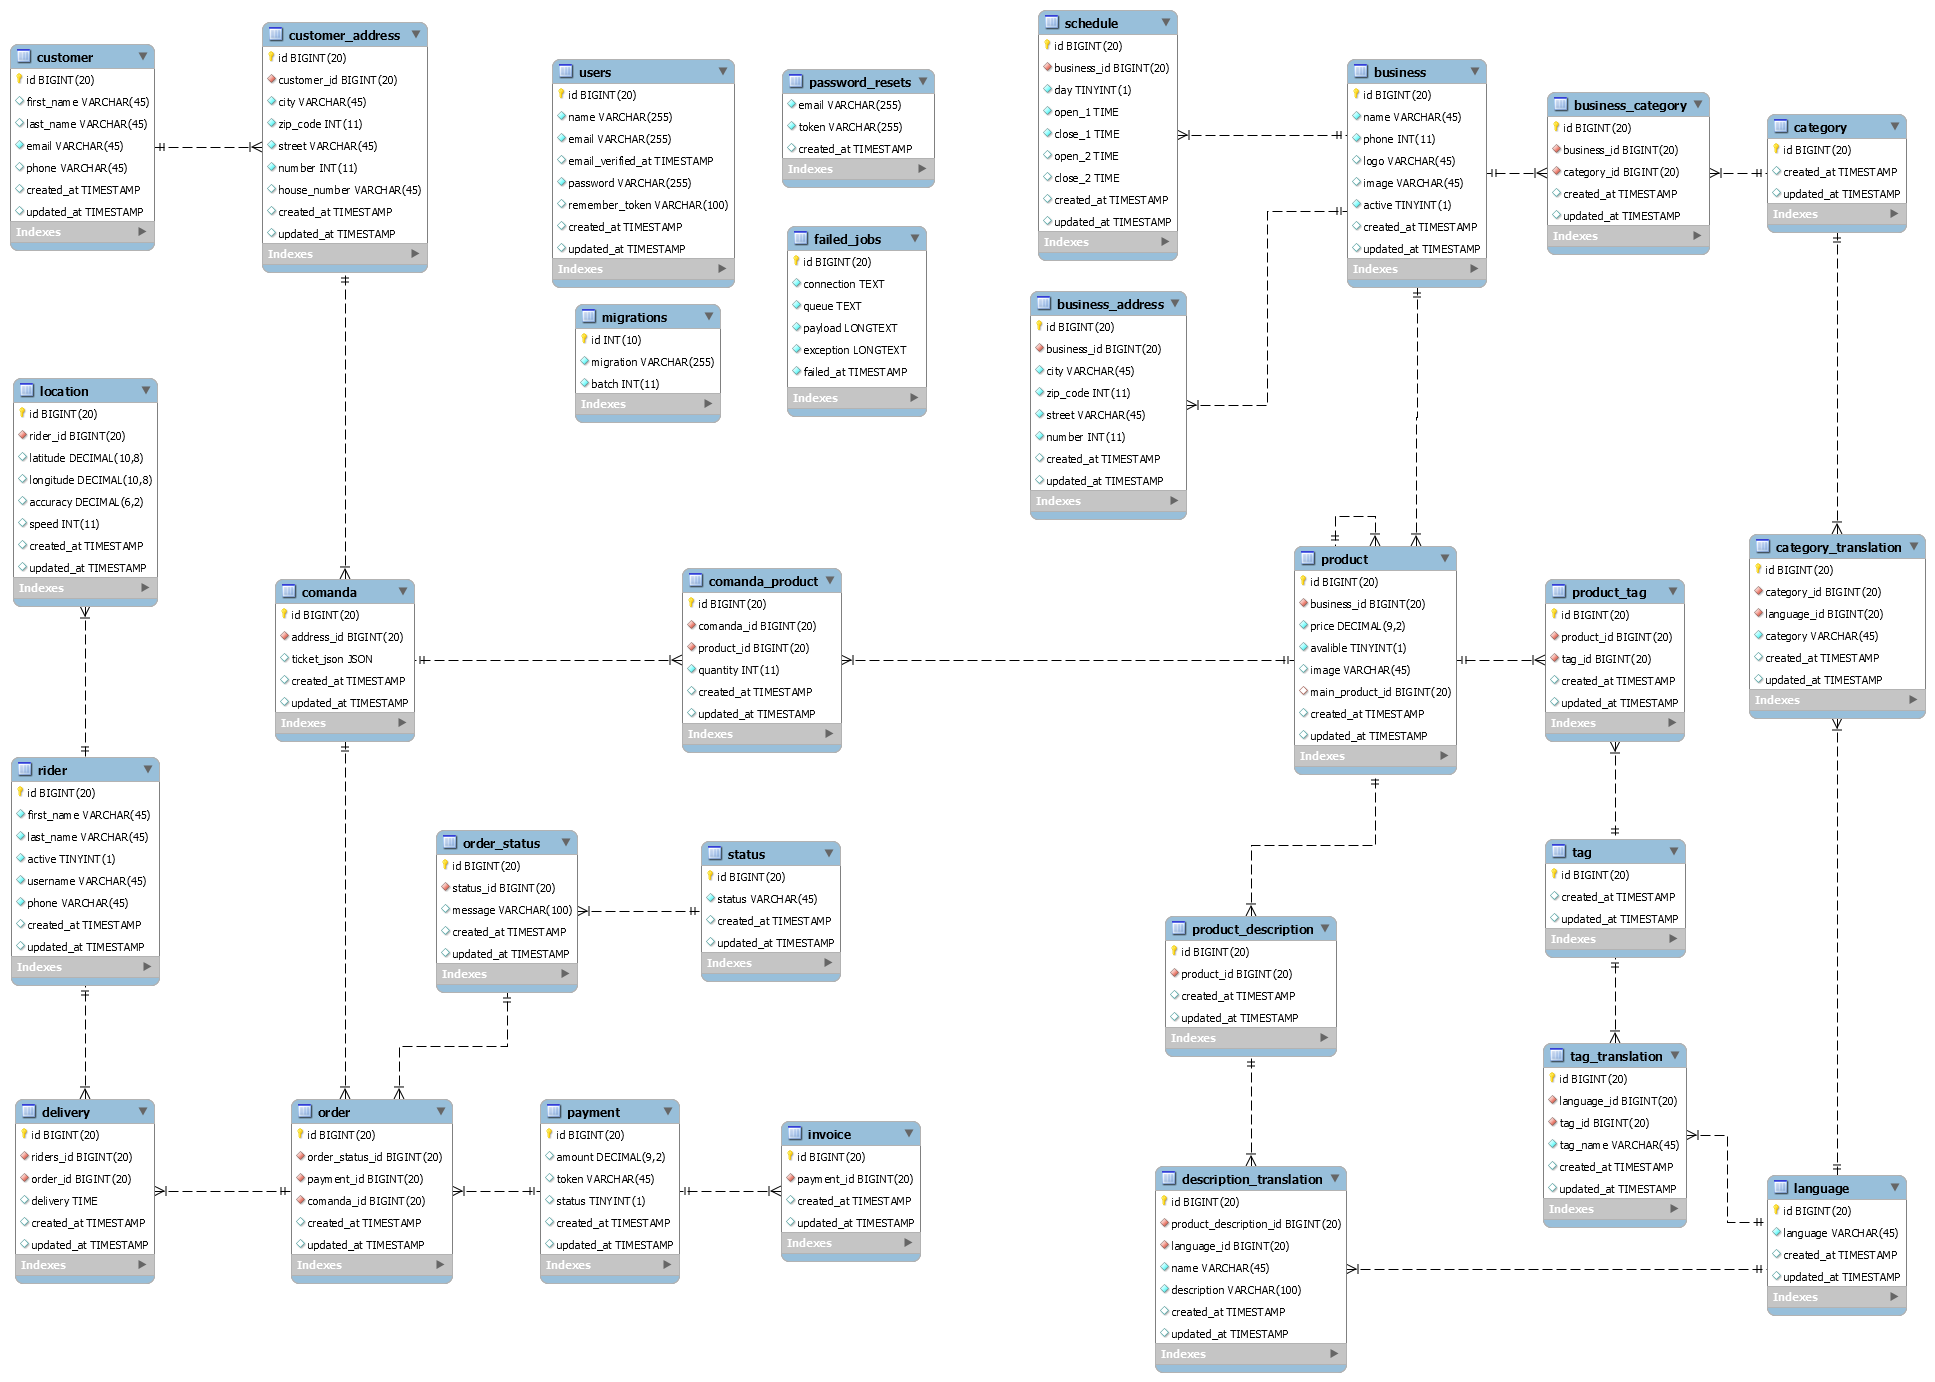 customer
id BIGINT(20)
first_name VARCHAR(45)
last_name VARCHAR(45)
email VARCHAR(45)
phone VARCHAR(45)
created_at TIMESTAMP
updated_at TIMESTAMP
Indexes
customer_address
id BIGINT(20)
customer_id BIGINT(20)
city VARCHAR(45)
zip_code INT(11)
street VARCHAR(45)
number INT(11)
house_number VARCHAR(45)
created_at TIMESTAMP
updated_at TIMESTAMP
Indexes
users
id BIGINT(20)
name VARCHAR(255)
email VARCHAR(255)
email_verified_at TIMESTAMP
password VARCHAR(255)
remember_token VARCHAR(100)
created_at TIMESTAMP
updated_at TIMESTAMP
Indexes
password_resets
email VARCHAR(255)
token VARCHAR(255)
created_at TIMESTAMP
Indexes
schedule
id BIGINT(20)
business_id BIGINT(20)
day TINYINT(1)
open_1 TIME
close_1 TIME
open_2 TIME
close_2 TIME
created_at TIMESTAMP
updated_at TIMESTAMP
Indexes
business
id BIGINT(20)
name VARCHAR(45)
phone INT(11)
logo VARCHAR(45)
image VARCHAR(45)
active TINYINT(1)
created_at TIMESTAMP
updated_at TIMESTAMP
Indexes
business_category
id BIGINT(20)
business_id BIGINT(20)
category_id BIGINT(20)
created_at TIMESTAMP
updated_at TIMESTAMP
Indexes
category
id BIGINT(20)
created_at TIMESTAMP
updated_at TIMESTAMP
Indexes
migrations
id INT(10)
migration VARCHAR(255)
batch INT(11)
Indexes
failed_jobs
id BIGINT(20)
connection TEXT
queue TEXT
payload LONGTEXT
exception LONGTEXT
failed_at TIMESTAMP
Indexes
business_address
id BIGINT(20)
business_id BIGINT(20)
city VARCHAR(45)
zip_code INT(11)
street VARCHAR(45)
number INT(11)
created_at TIMESTAMP
updated_at TIMESTAMP
Indexes
location
id BIGINT(20)
rider_id BIGINT(20)
latitude DECIMAL(10,8)
longitude DECIMAL(10,8)
accuracy DECIMAL(6,2)
speed INT(11)
created_at TIMESTAMP
updated_at TIMESTAMP
Indexes
comanda
id BIGINT(20)
address_id BIGINT(20)
ticket_json JSON
created_at TIMESTAMP
updated_at TIMESTAMP
Indexes
comanda_product
id BIGINT(20)
comanda_id BIGINT(20)
product_id BIGINT(20)
quantity INT(11)
created_at TIMESTAMP
updated_at TIMESTAMP
Indexes
product
id BIGINT(20)
business_id BIGINT(20)
price DECIMAL(9,2)
avalible TINYINT(1)
image VARCHAR(45)
main_product_id BIGINT(20)
created_at TIMESTAMP
updated_at TIMESTAMP
Indexes
product_tag
id BIGINT(20)
product_id BIGINT(20)
tag_id BIGINT(20)
created_at TIMESTAMP
updated_at TIMESTAMP
Indexes
category_translation
id BIGINT(20)
category_id BIGINT(20)
language_id BIGINT(20)
category VARCHAR(45)
created_at TIMESTAMP
updated_at TIMESTAMP
Indexes
rider
id BIGINT(20)
first_name VARCHAR(45)
last_name VARCHAR(45)
active TINYINT(1)
username VARCHAR(45)
phone VARCHAR(45)
created_at TIMESTAMP
updated_at TIMESTAMP
Indexes
order_status
id BIGINT(20)
status_id BIGINT(20)
message VARCHAR(100)
created_at TIMESTAMP
updated_at TIMESTAMP
Indexes
status
id BIGINT(20)
status VARCHAR(45)
created_at TIMESTAMP
updated_at TIMESTAMP
Indexes
product_description
id BIGINT(20)
product_id BIGINT(20)
created_at TIMESTAMP
updated_at TIMESTAMP
Indexes
tag
id BIGINT(20)
created_at TIMESTAMP
updated_at TIMESTAMP
Indexes
delivery
id BIGINT(20)
riders_id BIGINT(20)
order_id BIGINT(20)
delivery TIME
created_at TIMESTAMP
updated_at TIMESTAMP
Indexes
order
id BIGINT(20)
order_status_id BIGINT(20)
payment_id BIGINT(20)
comanda_id BIGINT(20)
created_at TIMESTAMP
updated_at TIMESTAMP
Indexes
payment
id BIGINT(20)
amount DECIMAL(9,2)
token VARCHAR(45)
status TINYINT(1)
created_at TIMESTAMP
updated_at TIMESTAMP
Indexes
invoice
id BIGINT(20)
payment_id BIGINT(20)
created_at TIMESTAMP
updated_at TIMESTAMP
Indexes
description_translation
id BIGINT(20)
product_description_id BIGINT(20)
language_id BIGINT(20)
name VARCHAR(45)
description VARCHAR(100)
created_at TIMESTAMP
updated_at TIMESTAMP
Indexes
tag_translation
id BIGINT(20)
language_id BIGINT(20)
tag_id BIGINT(20)
tag_name VARCHAR(45)
created_at TIMESTAMP
updated_at TIMESTAMP
Indexes
language
id BIGINT(20)
language VARCHAR(45)
created_at TIMESTAMP
updated_at TIMESTAMP
Indexes